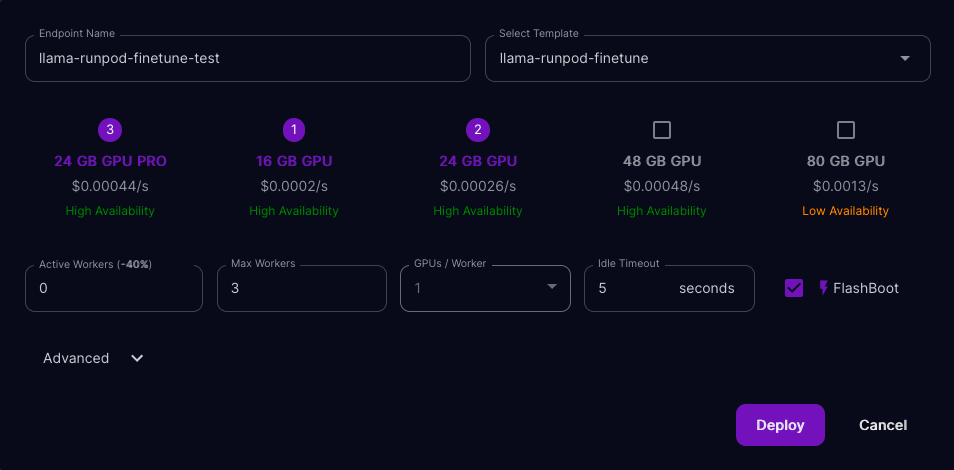 Endpoint Name
llama-runpod-finetune-test
Select Template
llama-runpod-finetune
3
24 GB GPU PRO
$0.00044/s
High Availability
1
16 GB GPU
$0.0002/s
High Availability
2
24 GB GPU
$0.00026/s
High Availability
48 GB GPU
$0.00048/s
High Availability
80 GB GPU
$0.0013/s
Low Availability
Active Workers (-40%)
0
Max Workers
3
GPUs / Worker
1
Idle Timeout
5 seconds
FlashBoot
Advanced
Deploy
Cancel